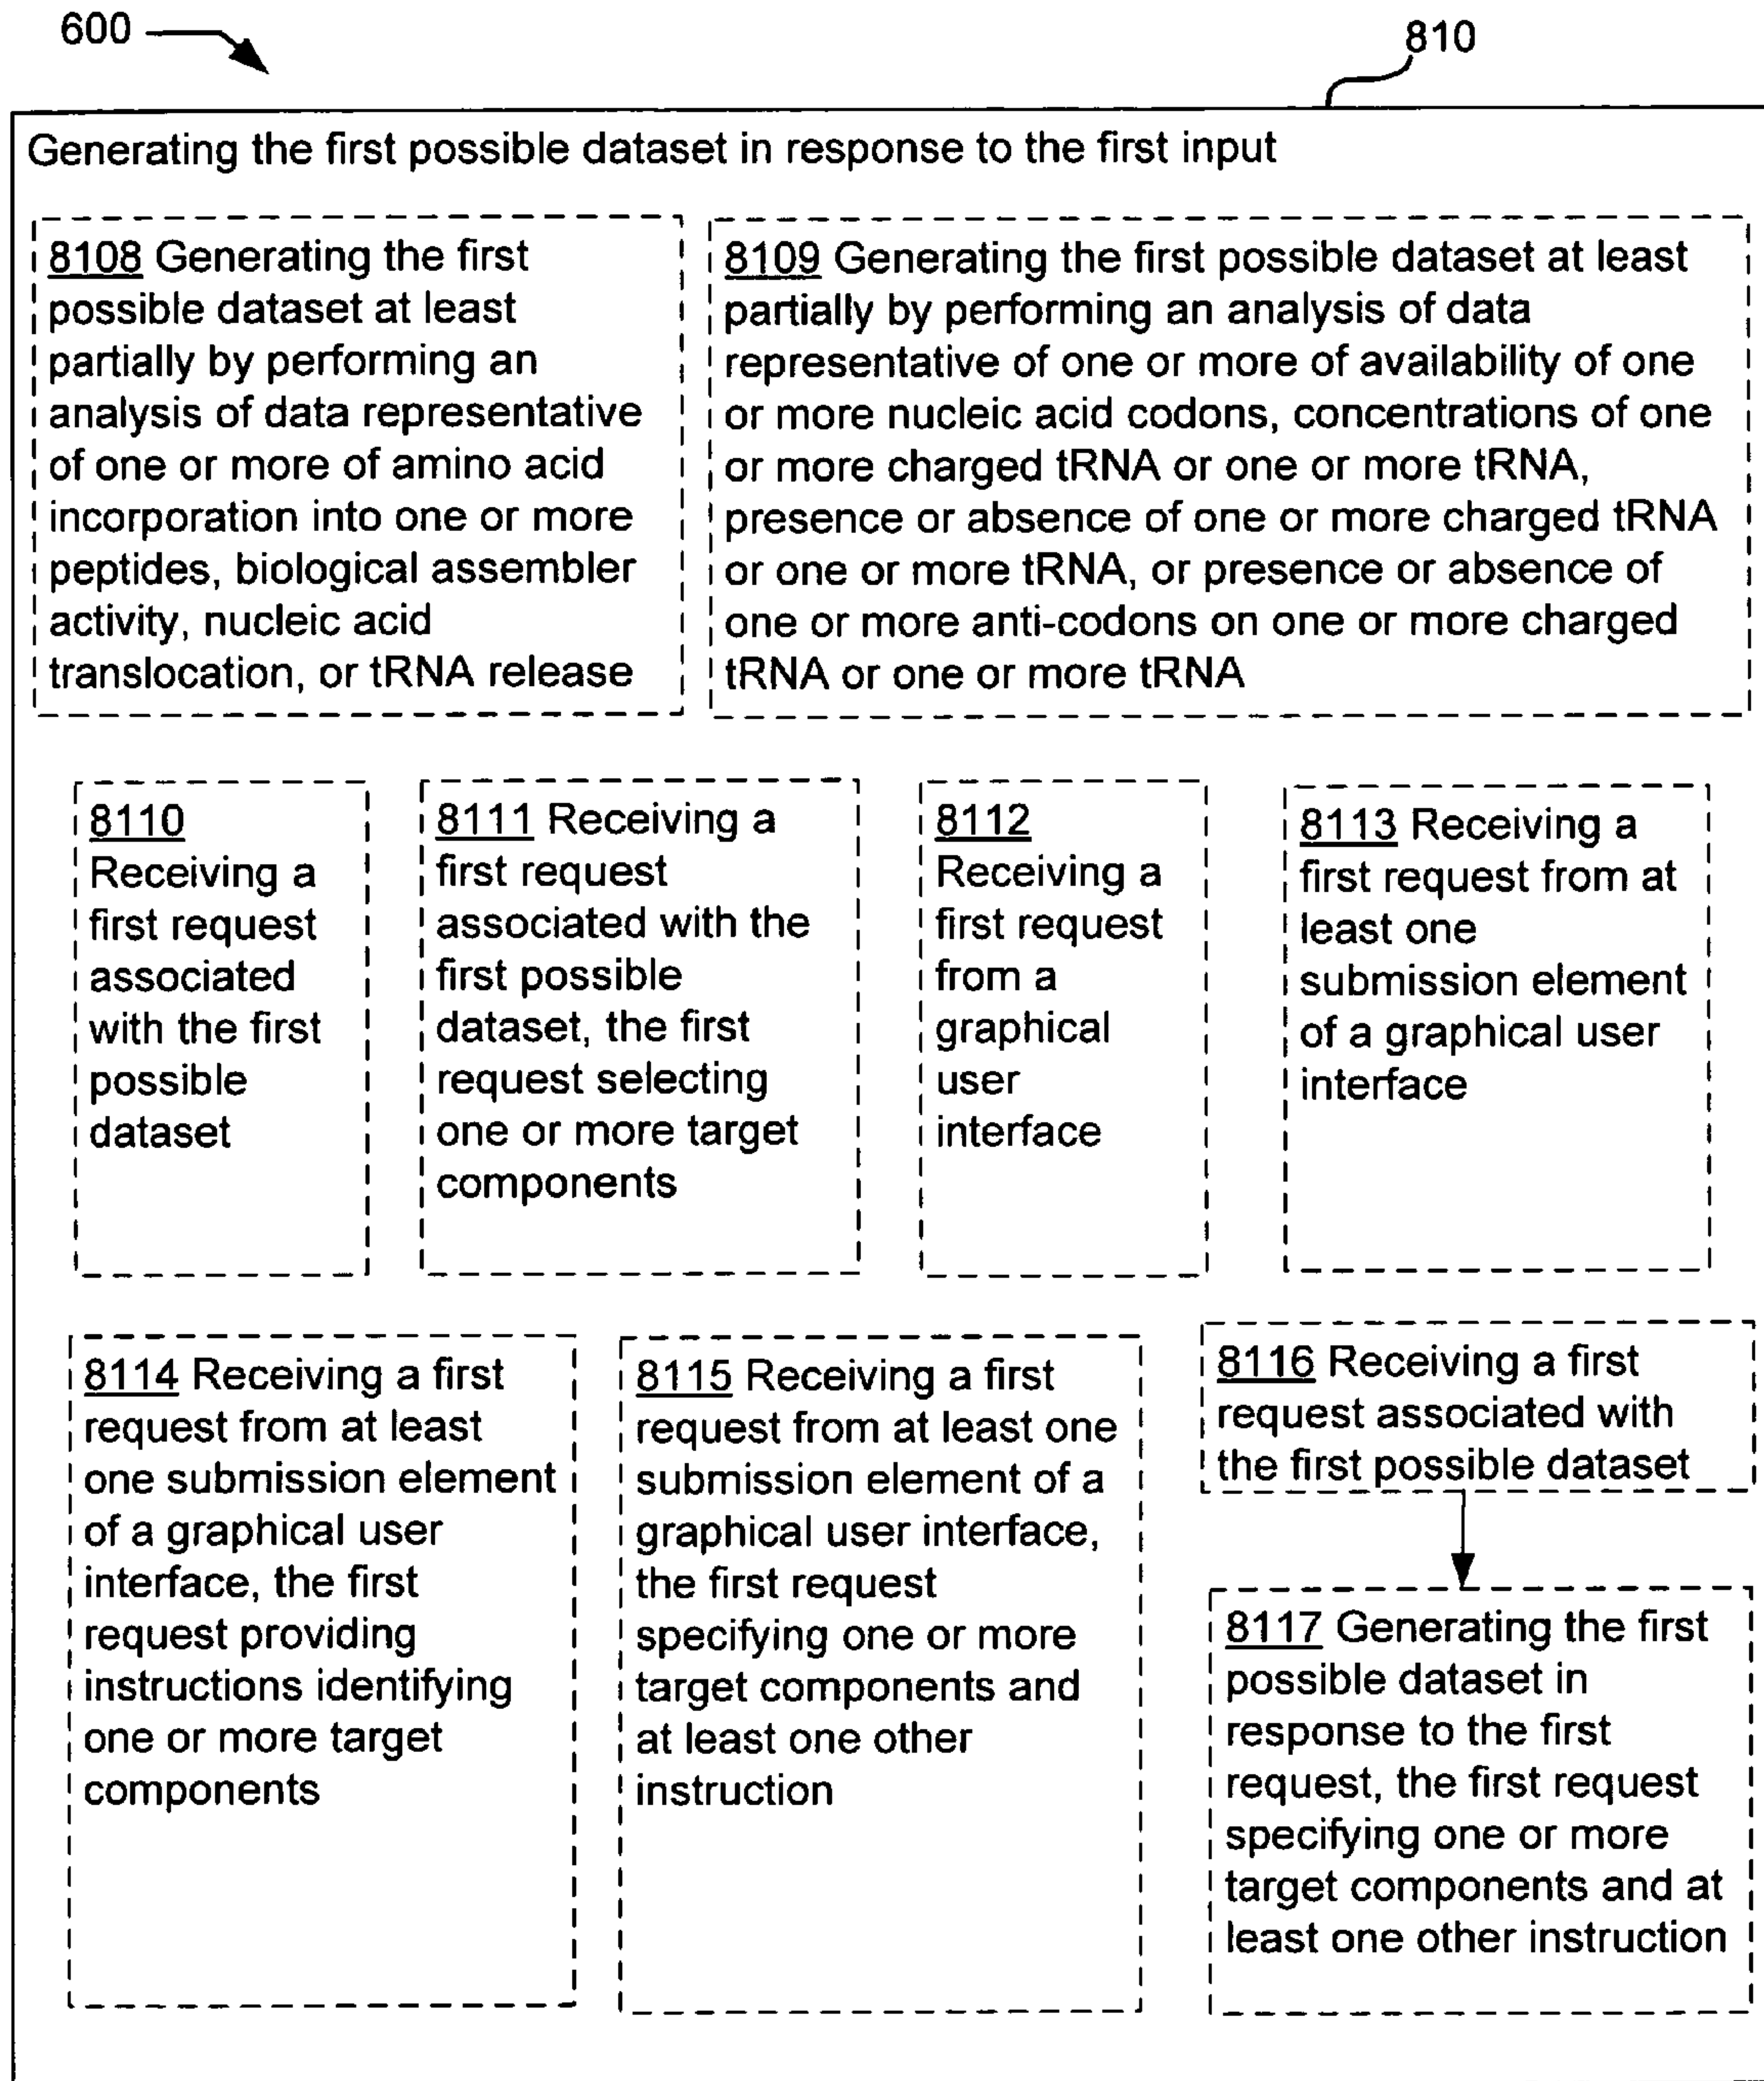 600
810
Generating the first possible dataset in response to the first input
8108 Generating the first
possible dataset at least
partially by performing an
analysis of data representative
of one or more of amino acid
incorporation into one or more
peptides, biological assembler
activity, nucleic acid
translocation, or tRNA release
8109 Generating the first possible dataset at least
partially by performing an analysis of data
representative of one or more of availability of one
or more nucleic acid codons, concentrations of one
or more charged tRNA or one or more tRNA,
presence or absence of one or more charged tRNA
or one or more tRNA, or presence or absence of
one or more anti-codons on one or more charged
tRNA or one or more tRNA
8110
Receiving a
first request
associated
with the first
possible
dataset
8111 Receiving a
first request
associated with the
first possible
dataset, the first
request selecting
one or more target
components
8112
Receiving a
first request
from a
graphical
user
interface
8113 Receiving a
first request from at
least one
submission element
of a graphical user
interface
8114 Receiving a first
request from at least
one submission element
of a graphical user
interface, the first
request providing
instructions identifying
one or more target
components
8115 Receiving a first
request from at least one
submission element of a
graphical user interface,
the first request
specifying one or more
target components and
at least one other
instruction
8116 Receiving a first
request associated with
the first possible dataset
8117 Generating the first
possible dataset in
response to the first
request, the first request
specifying one or more
target components and at
least one other instruction